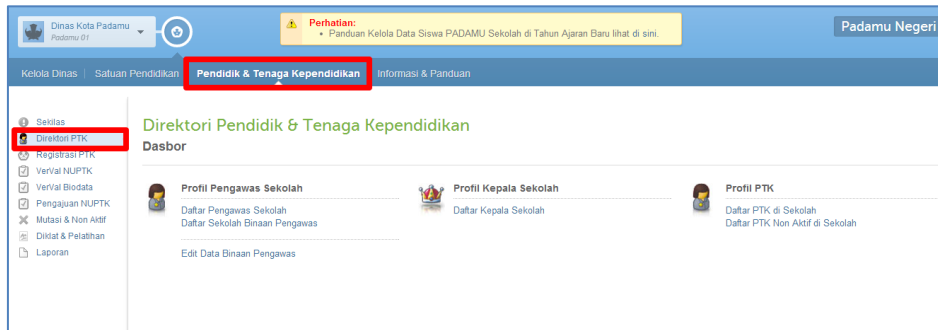 Dinas Kota Padamu
Padamu 01
Perhatian:
• Panduan Kelola Data Siswa PADAMU Sekolah di Tahun Ajaran Baru lihat di sini.
Padamu Negeri
Kelola Dinas | Satuan Pendidikan Pendidik & Tenaga Kependidikan Informasi & Panduan
Sekilas
Direktori PTK
Registrasi PTK
VerVal NUPTK
VerVal Biodata
Pengajuan NUPTK
Mutasi & Non Aktif
Diklat & Pelatihan
Laporan
Direktori Pendidik & Tenaga Kependidikan
Dasbor
Profil Pengawas Sekolah
Daftar Pengawas Sekolah
Daftar Sekolah Binaan Pengawas
Edit Data Binaan Pengawas
Profil Kepala Sekolah
Daftar Kepala Sekolah
Profil PTK
Daftar PTK di Sekolah
Daftar PTK Non Aktif di Sekolah